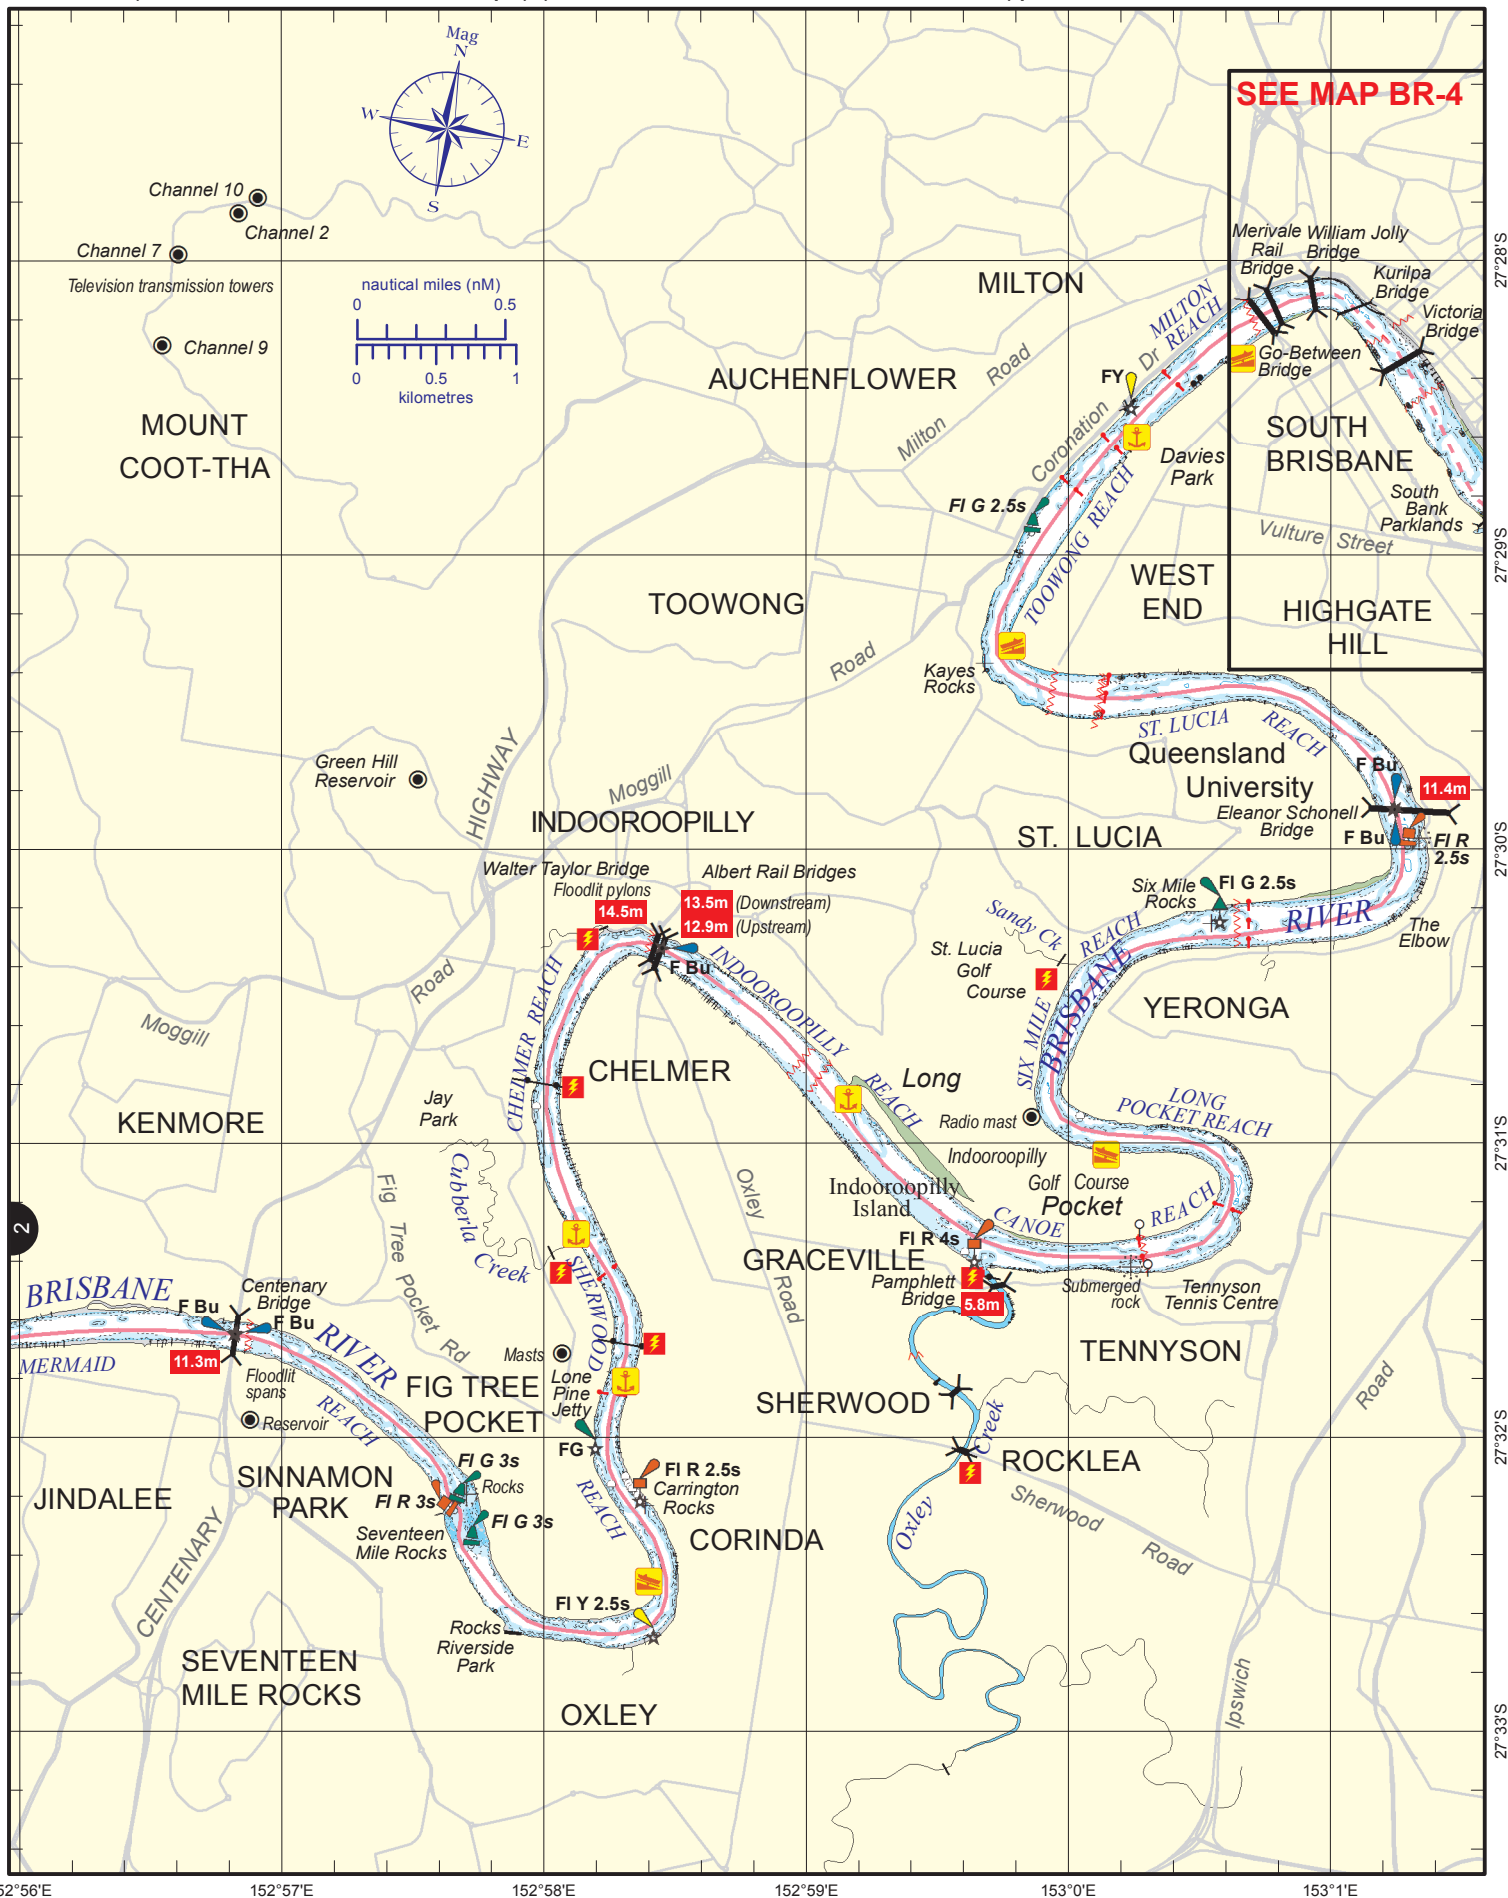 Mag
N
W
E
S
SEE MAP BR-4
Channel 10
Channel 2
Channel 7
Television transmission towers
Channel 9
nautical miles (nM)
0 0.5
0 0.5 1
kilometres
MOUNT
COOT-THA
Merivale
Rail
Bridge
William Jolly
Bridge
Kurilpa
Bridge
Victoria
Bridge
Go-Between
Bridge
27°28'S
MILTON
MILTON
REACH
AUCHENFLOWER
Milton
Road
Coronation
Dr
FY
SOUTH
BRISBANE
Davies
Park
South
Bank
Parklands
Vulture Street
Fl G 2.5s
TOOWONG REACH
27°29'S
WEST
END
HIGHGATE
HILL
TOOWONG
Road
Kayes
Rocks
ST. LUCIA
REACH
Queensland
University
F Bu
11.4m
Eleanor Schonell
Bridge
F Bu
Fl R
2.5s
Green Hill
Reservoir
HIGHWAY
Moggill
INDOOROOPILLY
ST. LUCIA
27°30'S
Walter Taylor Bridge
Floodlit pylons
14.5m
Albert Rail Bridges
13.5m (Downstream)
12.9m (Upstream)
F Bu
Six Mile
Rocks
Fl G 2.5s
RIVER
The
Elbow
Sandy Ck
St. Lucia
Golf
Course
SIX MILE
REACH
BRISBANE
YERONGA
Road
Moggill
CHELMER REACH
INDOOROOPILLY
REACH
CHELMER
Jay
Park
KENMORE
Long
LONG
POCKET REACH
Radio mast
27°31'S
Indooroopilly
Golf Course
Pocket
Indooroopilly
Island
Cubberla
Creek
Fig
Tree
Pocket
Rd
Oxley
Road
CANOE
REACH
Fl R 4s
GRACEVILLE
Pamphlett
Bridge
5.8m
Submerged
rock
Tennyson
Tennis Centre
2
BRISBANE
Centenary
Bridge
F Bu
F Bu
RIVER
MERMAID
REACH
11.3m
Floodlit
spans
Reservoir
SHERWOOD
REACH
Masts
Lone
Pine
Jetty
FG
FIG TREE
POCKET
TENNYSON
SHERWOOD
Road
27°32'S
Oxley
Creek
ROCKLEA
Sherwood
Road
JINDALEE
SINNAMON
PARK
Fl G 3s
Rocks
Fl R 3s
Fl G 3s
Seventeen
Mile Rocks
Fl R 2.5s
Carrington
Rocks
CORINDA
CENTENARY
Fl Y 2.5s
Rocks
Riverside
Park
SEVENTEEN
MILE ROCKS
OXLEY
Ipswich
27°33'S
2°56'E 152°57'E 152°58'E 152°59'E 153°0'E 153°1'E